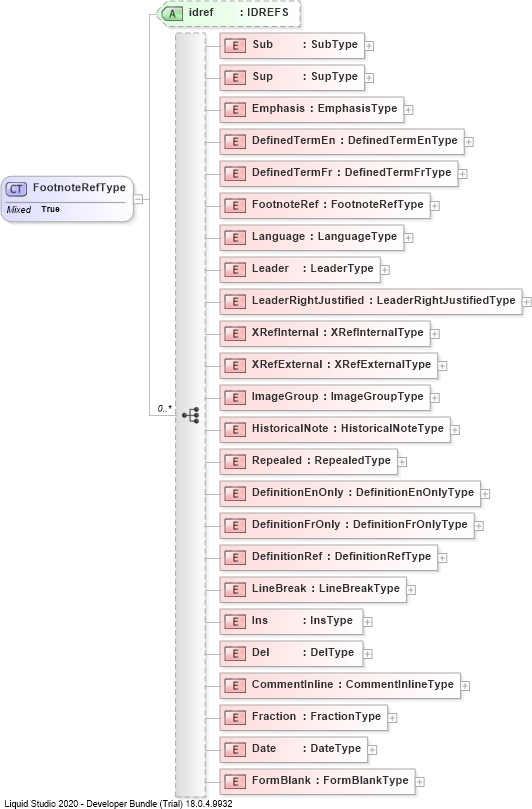 A idref : IDREFS
E Sub : SubType
E Sup : SupType
E Emphasis : EmphasisType
E DefinedTermEn : DefinedTermEnType
E DefinedTermFr : DefinedTermFrType
CT FootnoteRefType
Mixed True
E FootnoteRef : FootnoteRefType
E Language : LanguageType
E Leader : LeaderType
E LeaderRightJustified : LeaderRightJustifiedType
E XRefInternal : XRefInternalType
E XRefExternal : XRefExternalType
E ImageGroup : ImageGroupType
0..*
E HistoricalNote : HistoricalNoteType
E Repealed : RepealedType
E DefinitionEnOnly : DefinitionEnOnlyType
E DefinitionFrOnly : DefinitionFrOnlyType
E DefinitionRef : DefinitionRefType
E LineBreak : LineBreakType
E Ins : InsType
E Del : DelType
E CommentInline : CommentInlineType
E Fraction : FractionType
E Date : DateType
E FormBlank : FormBlankType
Liquid Studio 2020 - Developer Bundle (Trial) 18.0.4.9932